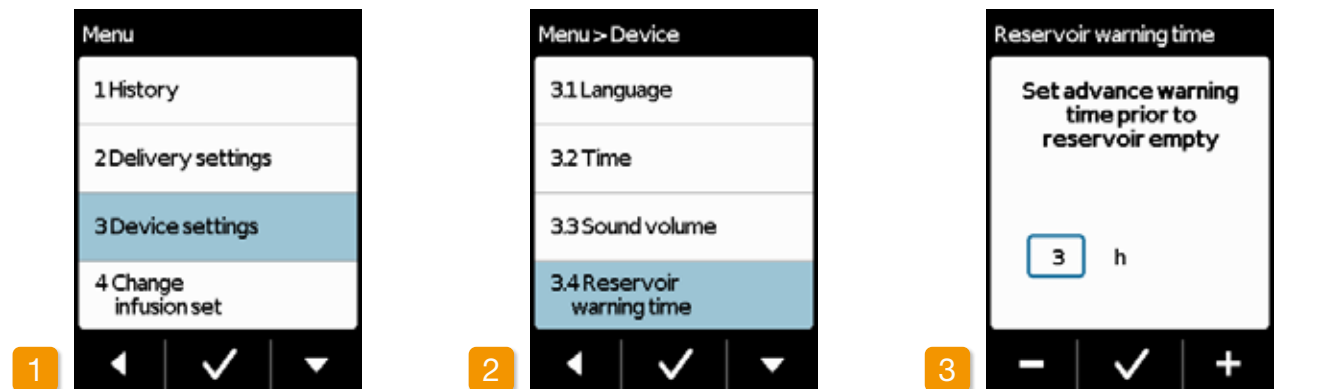 Menu
1 History
2 Delivery settings
3 Device settings
4 Change
infusion set
1
Menu > Device
3.1 Language
3.2 Time
3.3 Sound volume
3.4 Reservoir
warning time
2
Reservoir warning time
Set advance warning
time prior to
reservoir empty
3 h
3